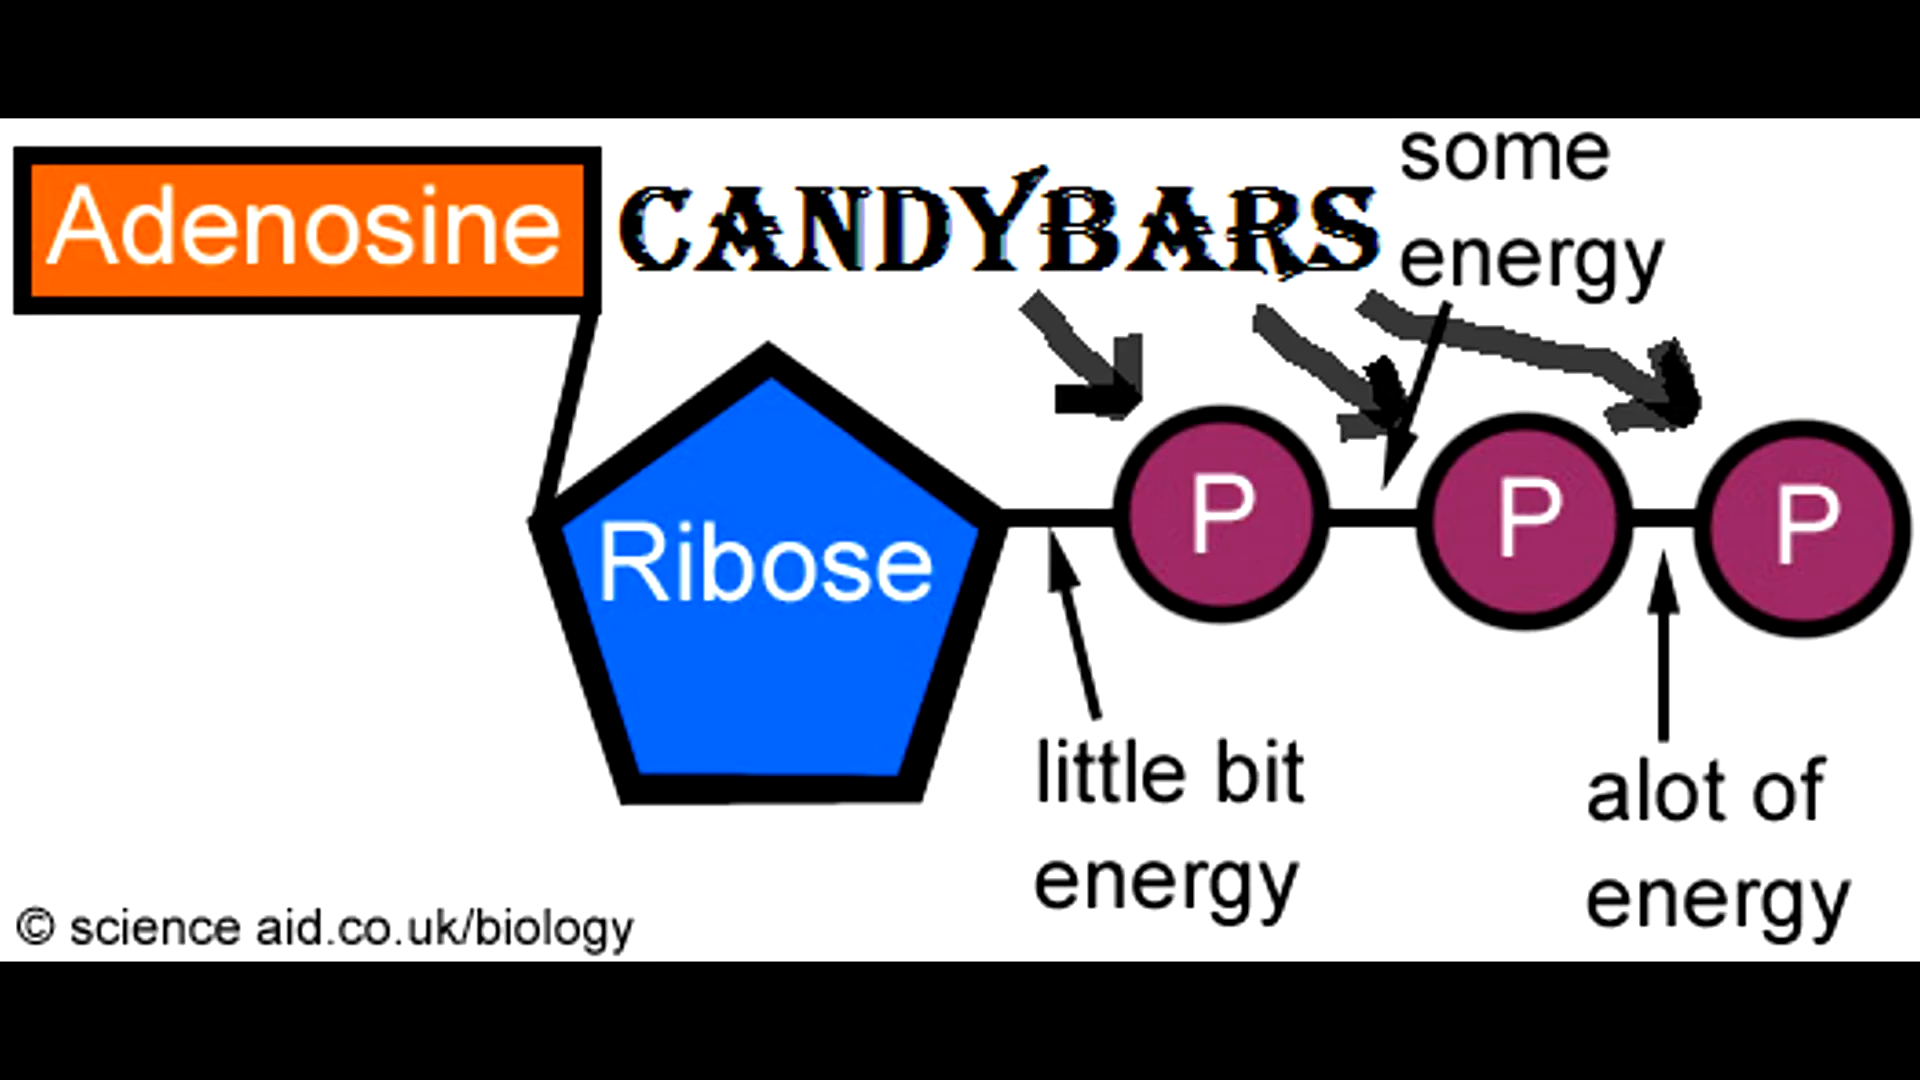 Adenosine
CANDYBARS
some
energy
Ribose
P
P
P
little bit
energy
alot of
energy
© science aid.co.uk/biology